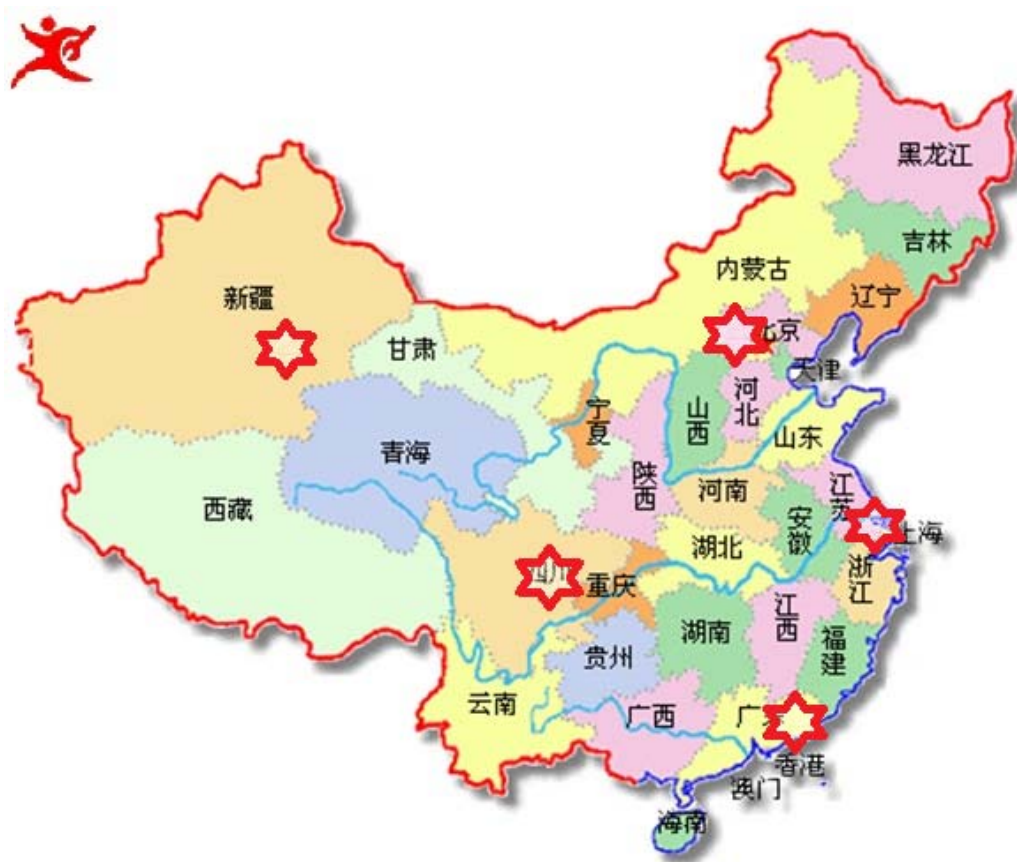 黑龙江
吉林
内蒙古
辽宁
新疆
北京
甘肃
天津
河北
宁夏
山西
山东
青海
陕西
河南
江苏
西藏
安徽
上海
湖北
四川
重庆
浙江
江西
湖南
福建
贵州
云南
广西
广东
香港
澳门
海南